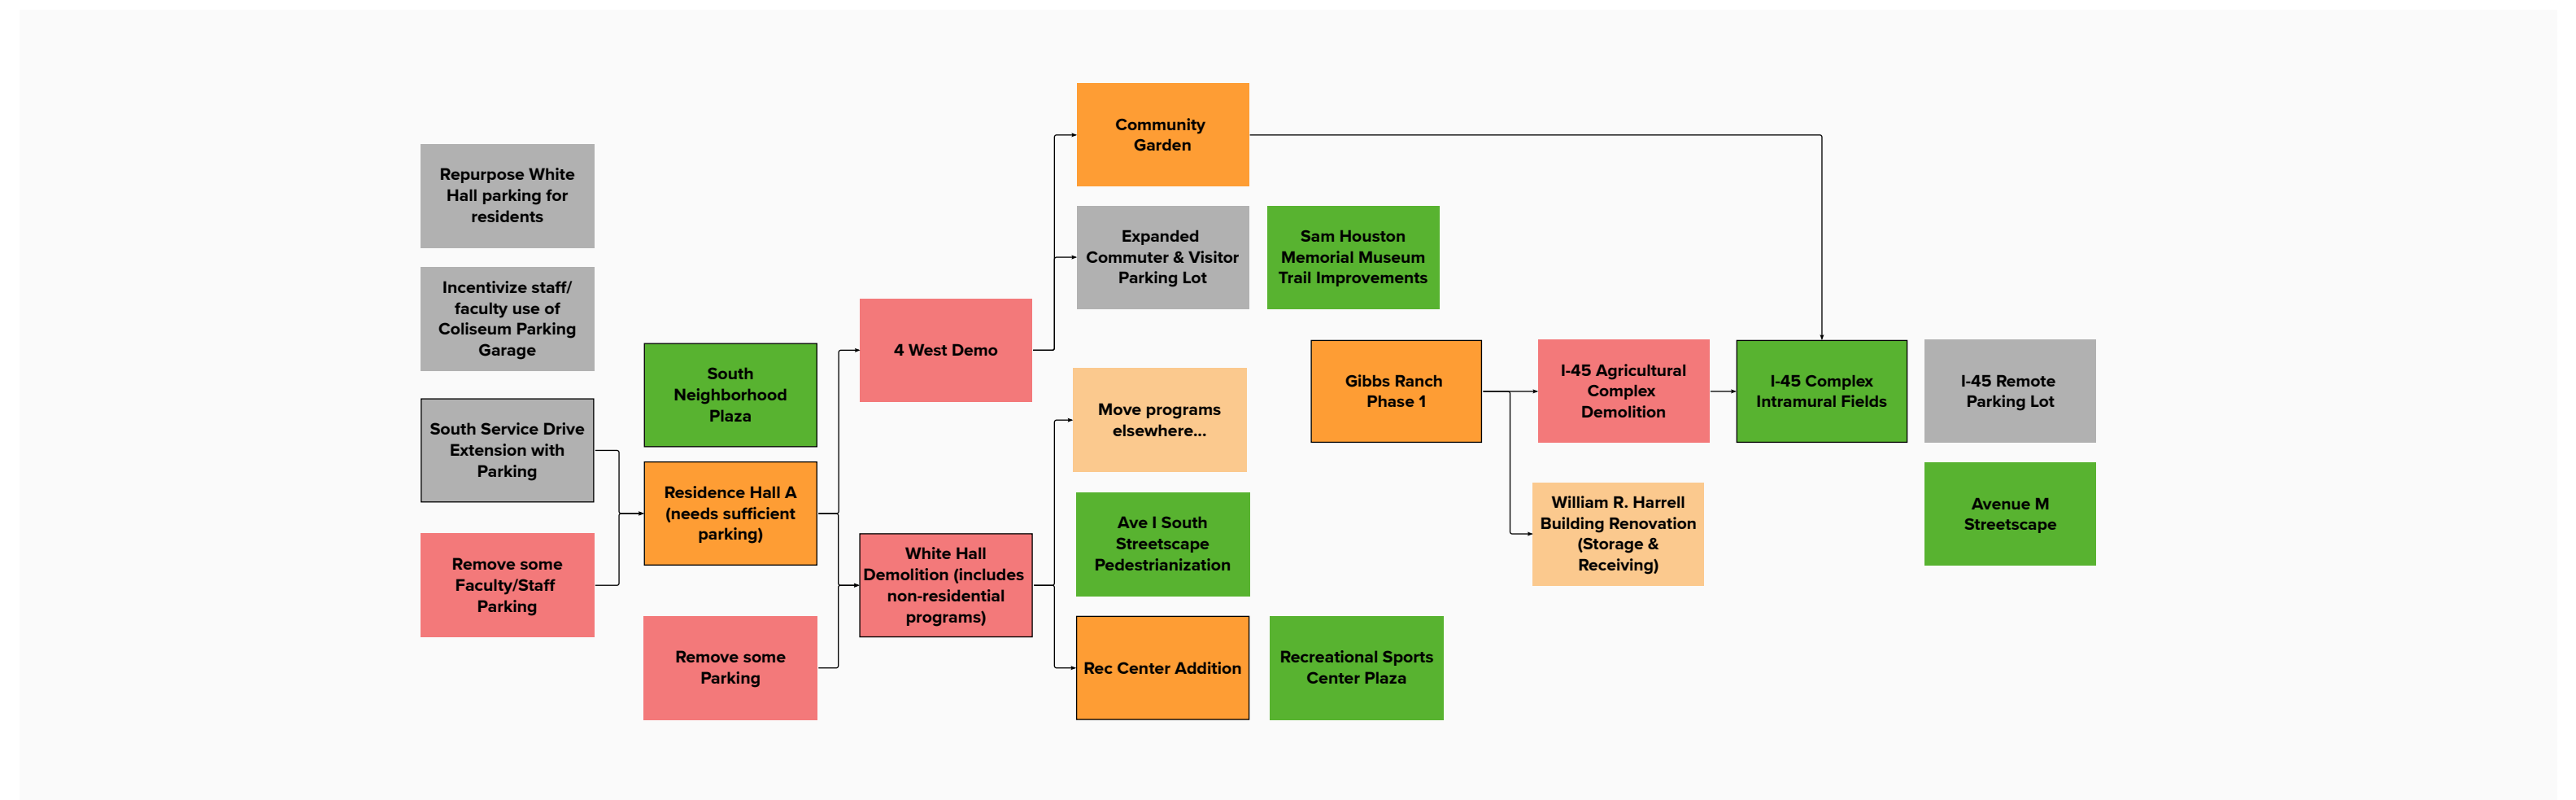 Community
Garden
Repurpose White
Hall parking for
residents
Expanded
Commuter & Visitor
Parking Lot
Sam Houston
Memorial Museum
Trail Improvements
Incentivize staff/
faculty use of
Coliseum Parking
Garage
4 West Demo
South
Neighborhood
Plaza
Move programs
elsewhere...
Gibbs Ranch
Phase 1
I-45 Agricultural
Complex
Demolition
I-45 Complex
Intramural Fields
I-45 Remote
Parking Lot
South Service Drive
Extension with
Parking
Residence Hall A
(needs sufficient
parking)
Ave I South
Streetscape
Pedestrianization
William R. Harrell
Building Renovation
(Storage &
Receiving)
Avenue M
Streetscape
Remove some
Faculty/Staff
Parking
White Hall
Demolition (includes
non-residential
programs)
Remove some
Parking
Rec Center Addition
Recreational Sports
Center Plaza